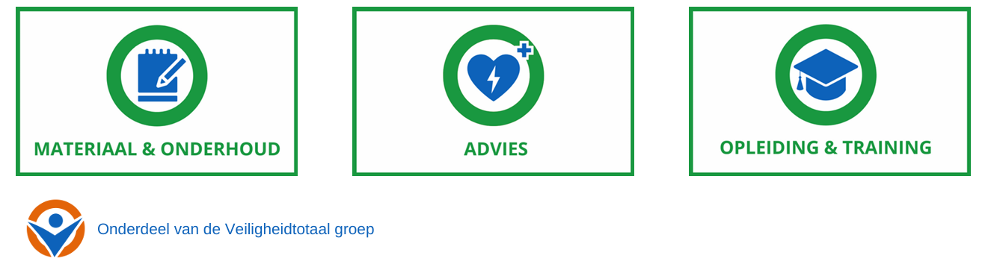 MATERIAAL & ONDERHOUD
ADVIES
OPLEIDING & TRAINING
Onderdeel van de Veiligheidtotaal groep